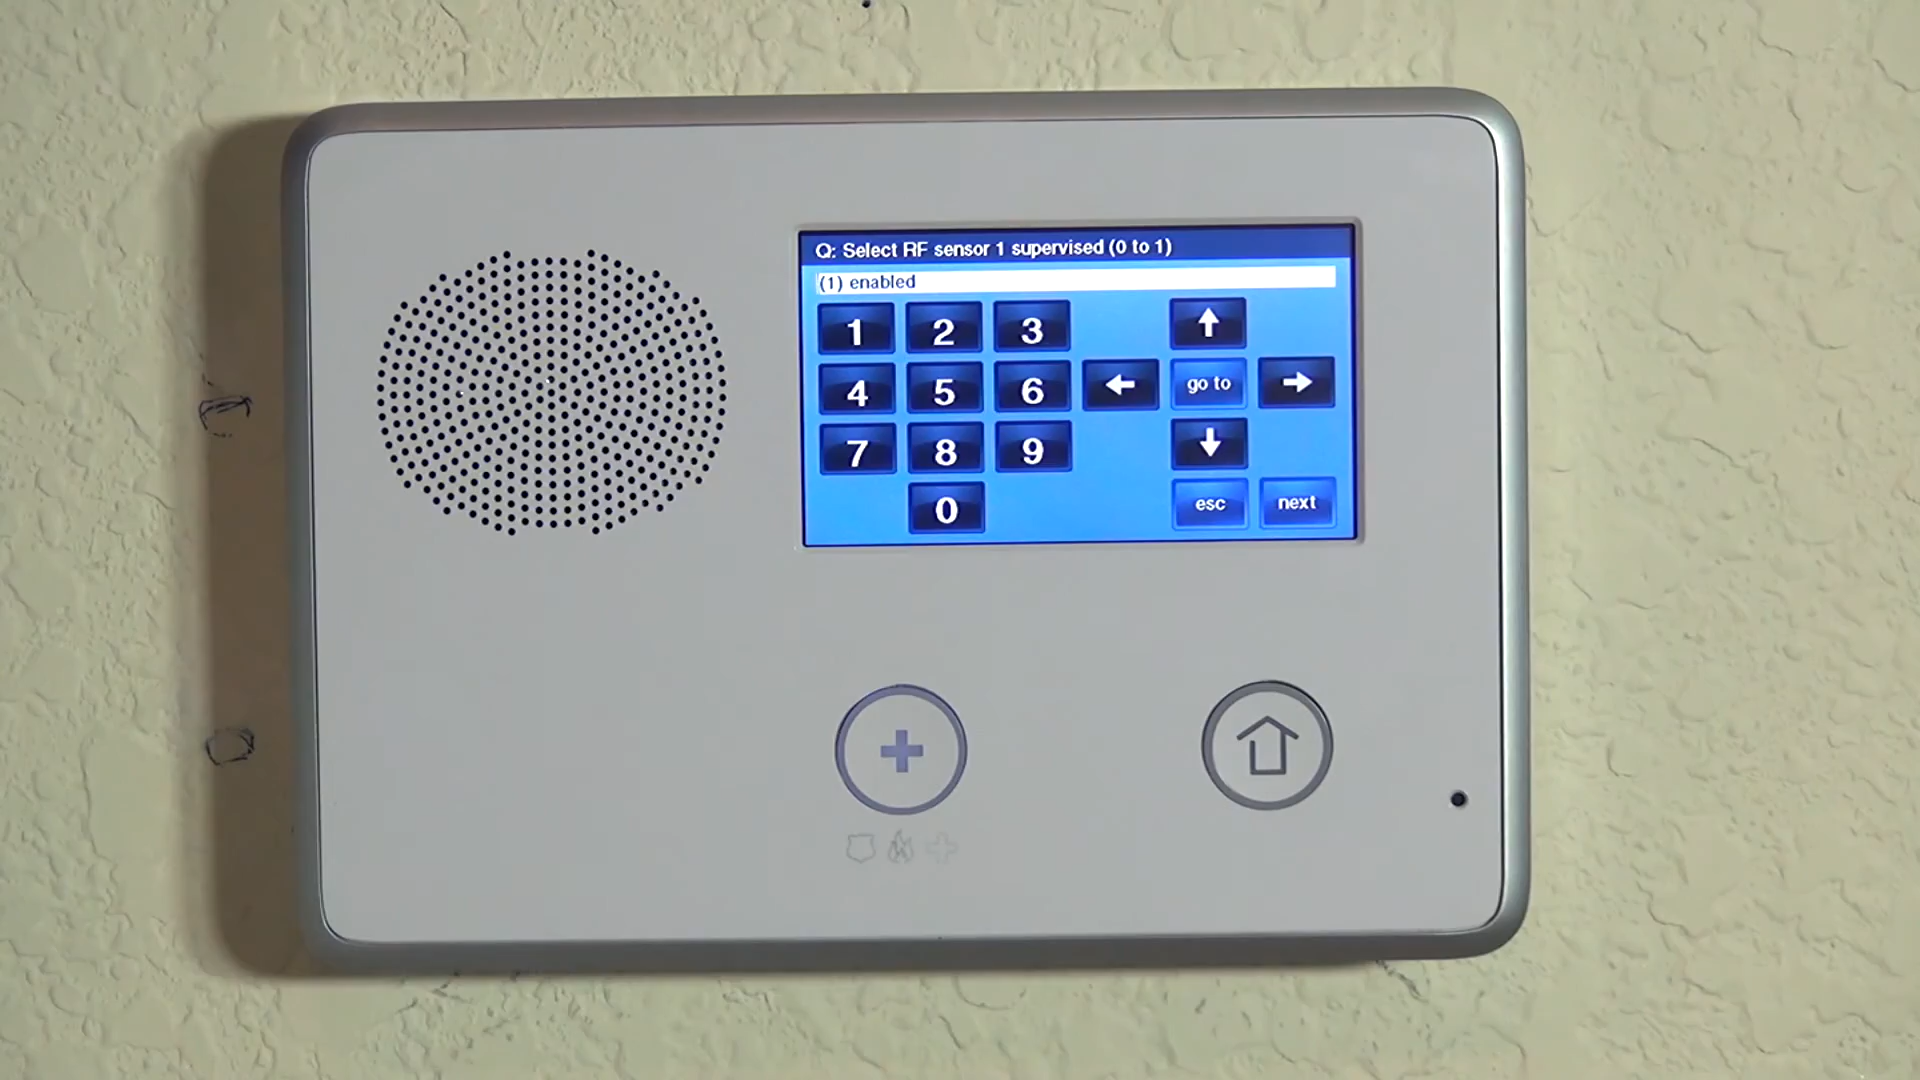 Q: Select RF sensor 1 supervised (0 to 1)
(1) enabled
1 2 3
4 5 6 go to
7 8 9
0 esc next